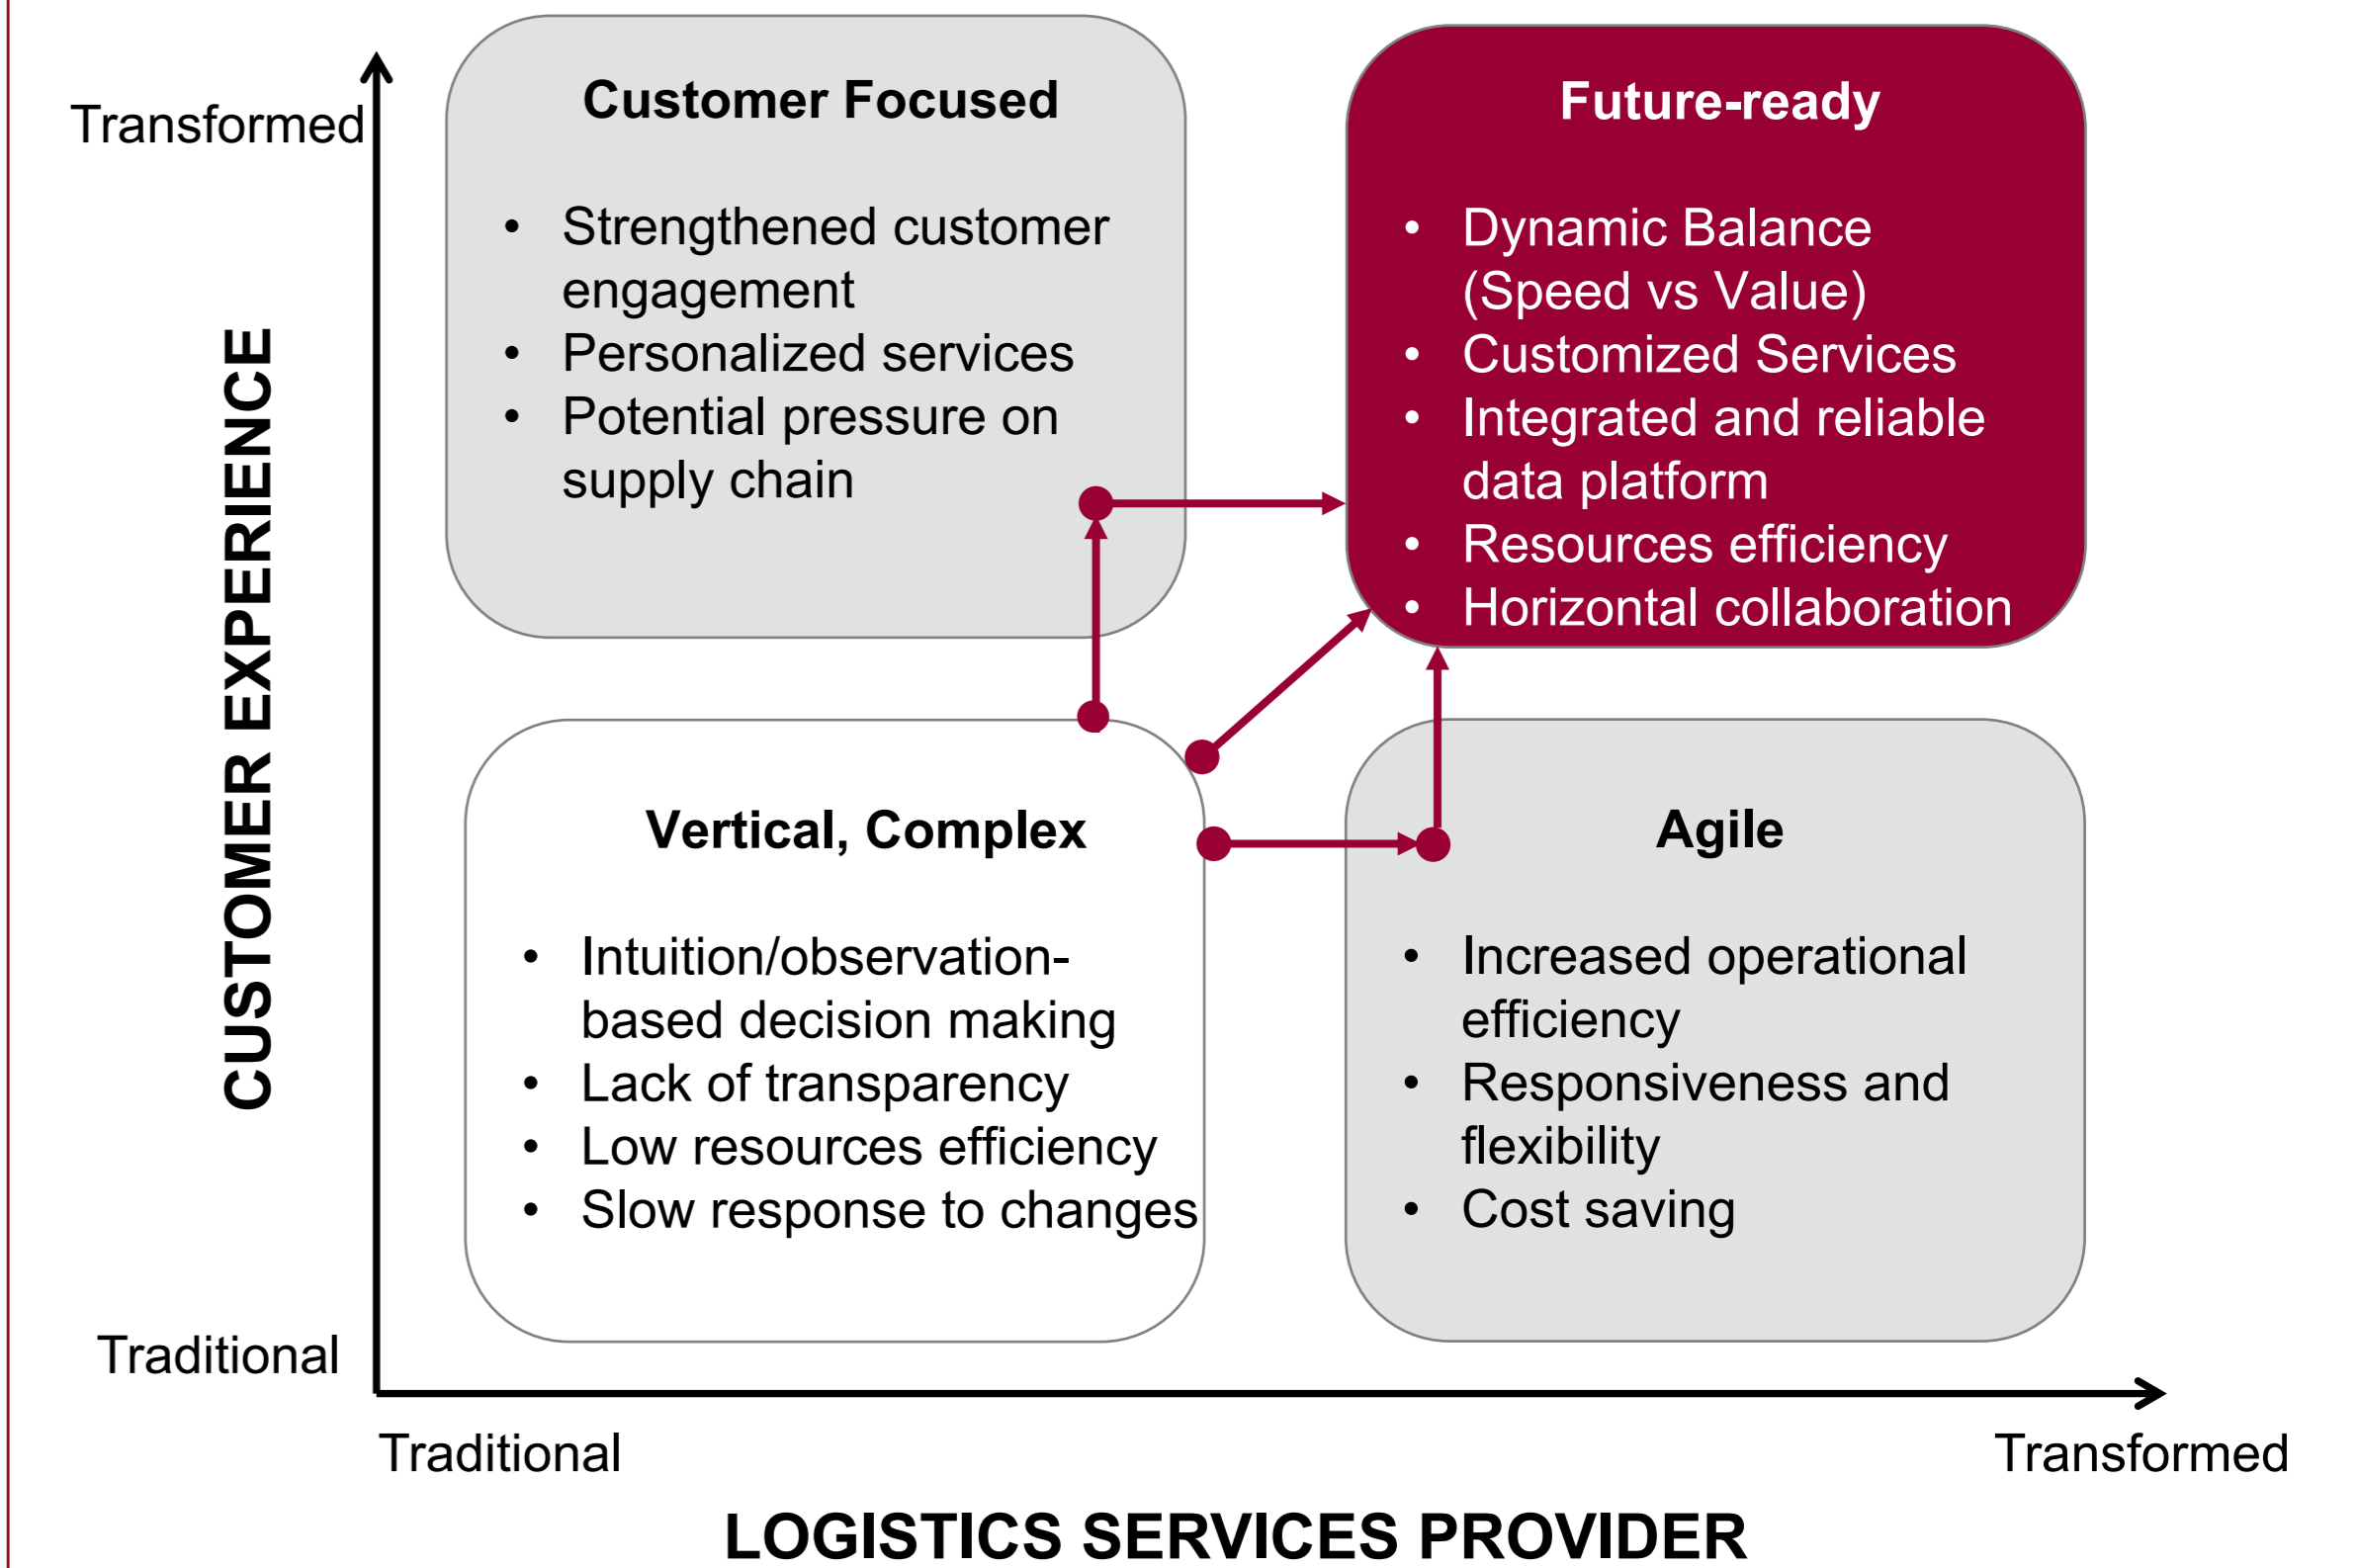 Transformed
CUSTOMER EXPERIENCE
Traditional
Customer Focused
• Strengthened customer
engagement
• Personalized services
• Potential pressure on
supply chain
Future-ready
• Dynamic Balance
(Speed vs Value)
• Customized Services
• Integrated and reliable
data platform
• Resources efficiency
• Horizontal collaboration
Vertical, Complex
• Intuition/observation-
based decision making
• Lack of transparency
• Low resources efficiency
• Slow response to changes
Agile
• Increased operational
efficiency
• Responsiveness and
flexibility
• Cost saving
Traditional
Transformed
LOGISTICS SERVICES PROVIDER